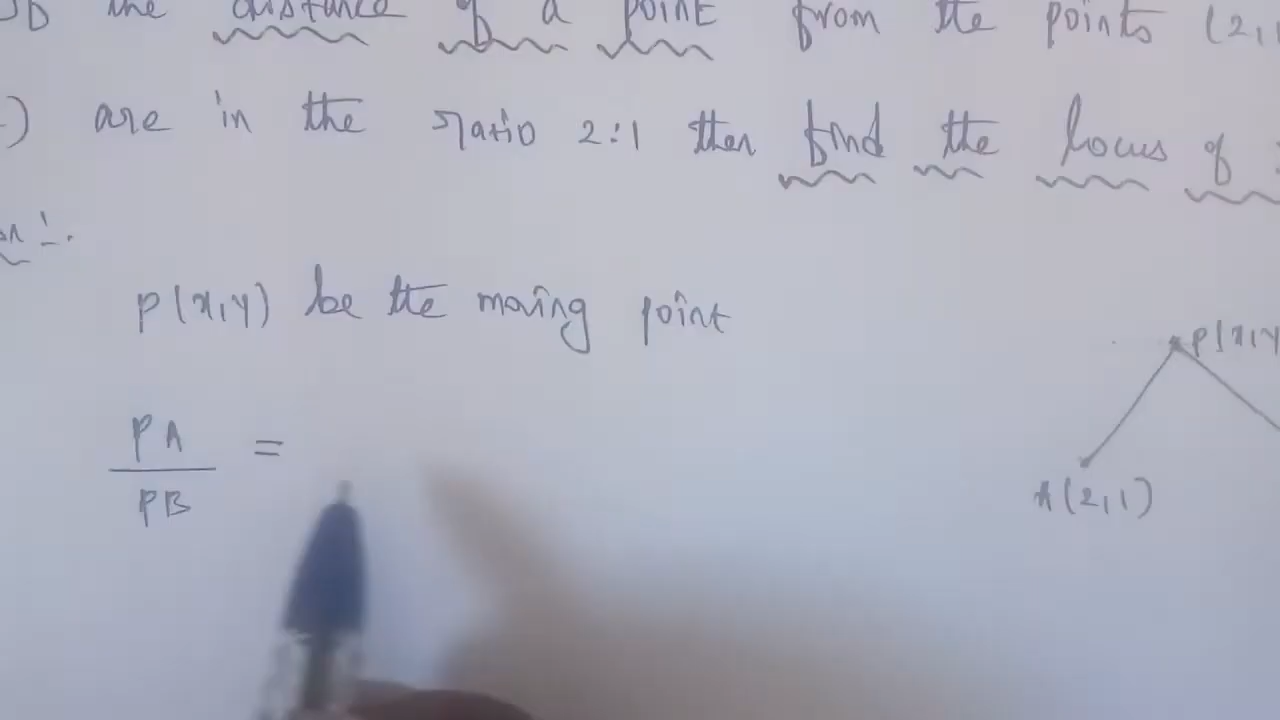 the distance of a point from the points (2,1
are in the ratio 2:1 then find the locus of
P(x,y) be the moving point
PA
PB
=
P(x,y
A(2,1)